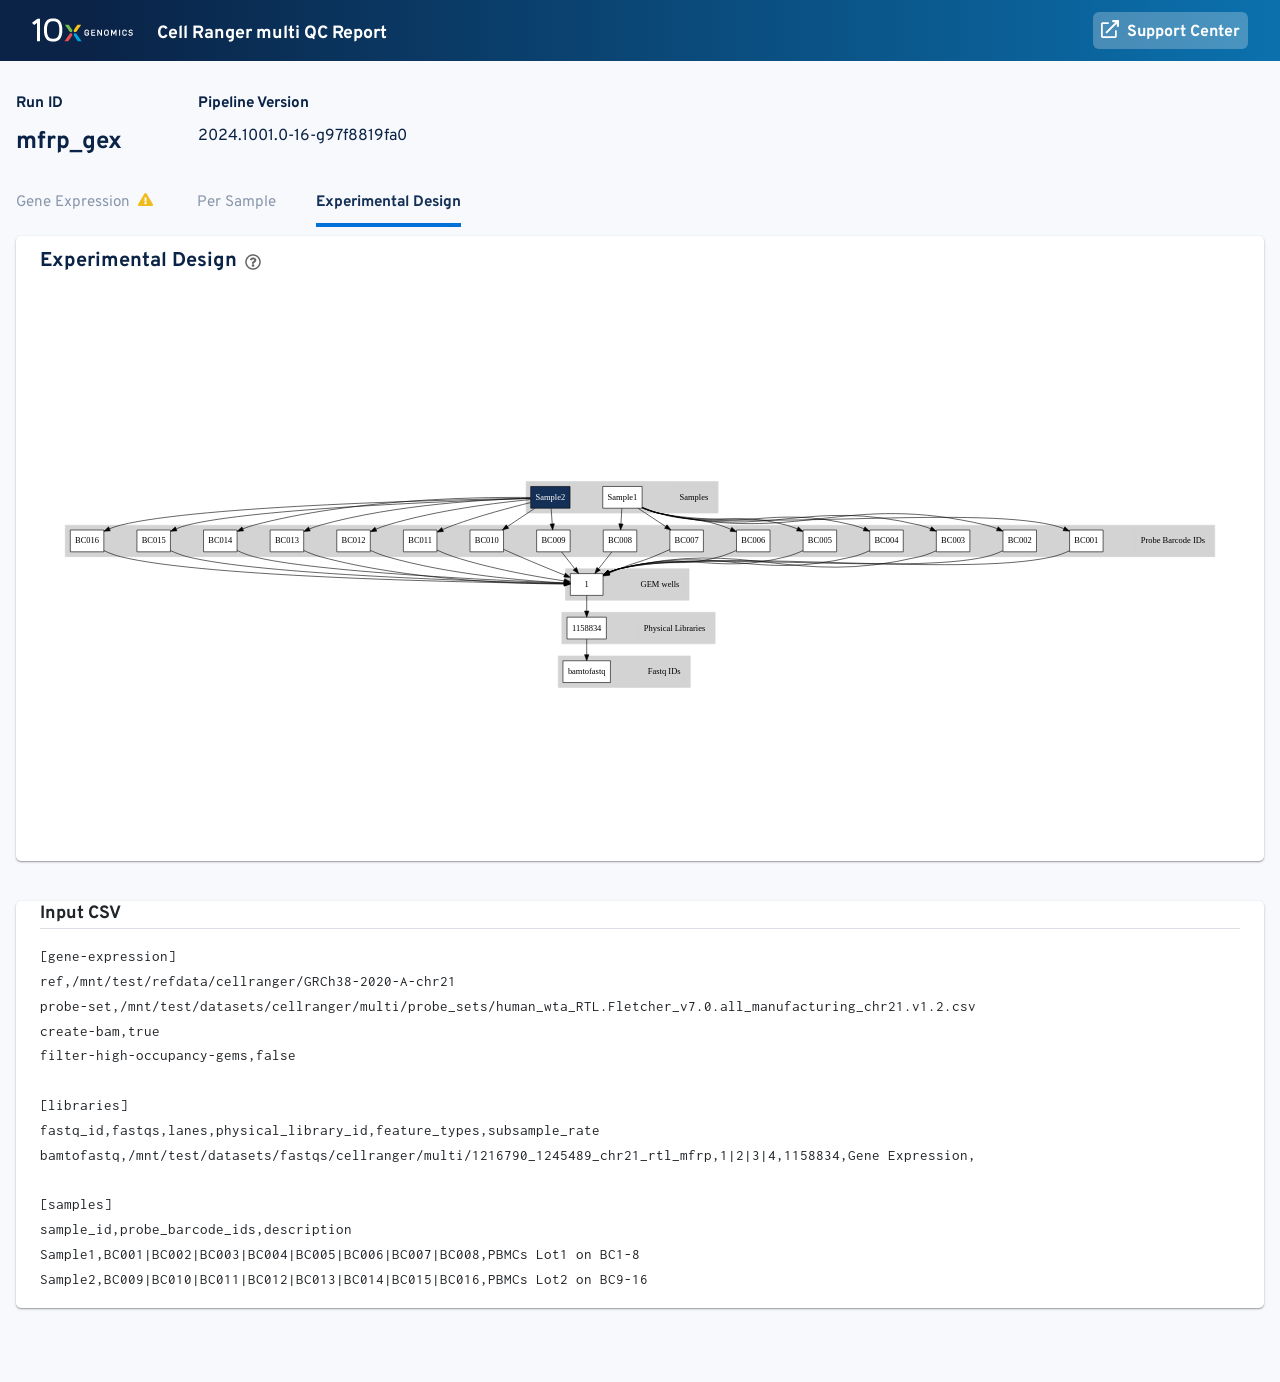 10x GENOMICS Cell Ranger multi QC Report Support Center
Run ID Pipeline Version
mfrp_gex 2024.1001.0-16-g97f8819fa0
Gene Expression Per Sample Experimental Design
Experimental Design
Sample2 Sample1 Samples
BC016 BC015 BC014 BC013 BC012 BC011 BC010 BC009 BC008 BC007 BC006 BC005 BC004 BC003 BC002 BC001 Probe Barcode IDs
1 GEM wells
1158834 Physical Libraries
bamtofastq Fastq IDs
Input CSV
[gene-expression]
ref,/mnt/test/refdata/cellranger/GRCh38-2020-A-chr21
probe-set,/mnt/test/datasets/cellranger/multi/probe_sets/human_wta_RTL.Fletcher_v7.0.all_manufacturing_chr21.v1.2.csv
create-bam,true
filter-high-occupancy-gems,false
[libraries]
fastq_id,fastqs,lanes,physical_library_id,feature_types,subsample_rate
bamtofastq,/mnt/test/datasets/fastqs/cellranger/multi/1216790_1245489_chr21_rtl_mfrp,1|2|3|4,1158834,Gene Expression,
[samples]
sample_id,probe_barcode_ids,description
Sample1,BC001|BC002|BC003|BC004|BC005|BC006|BC007|BC008,PBMCs Lot1 on BC1-8
Sample2,BC009|BC010|BC011|BC012|BC013|BC014|BC015|BC016,PBMCs Lot2 on BC9-16